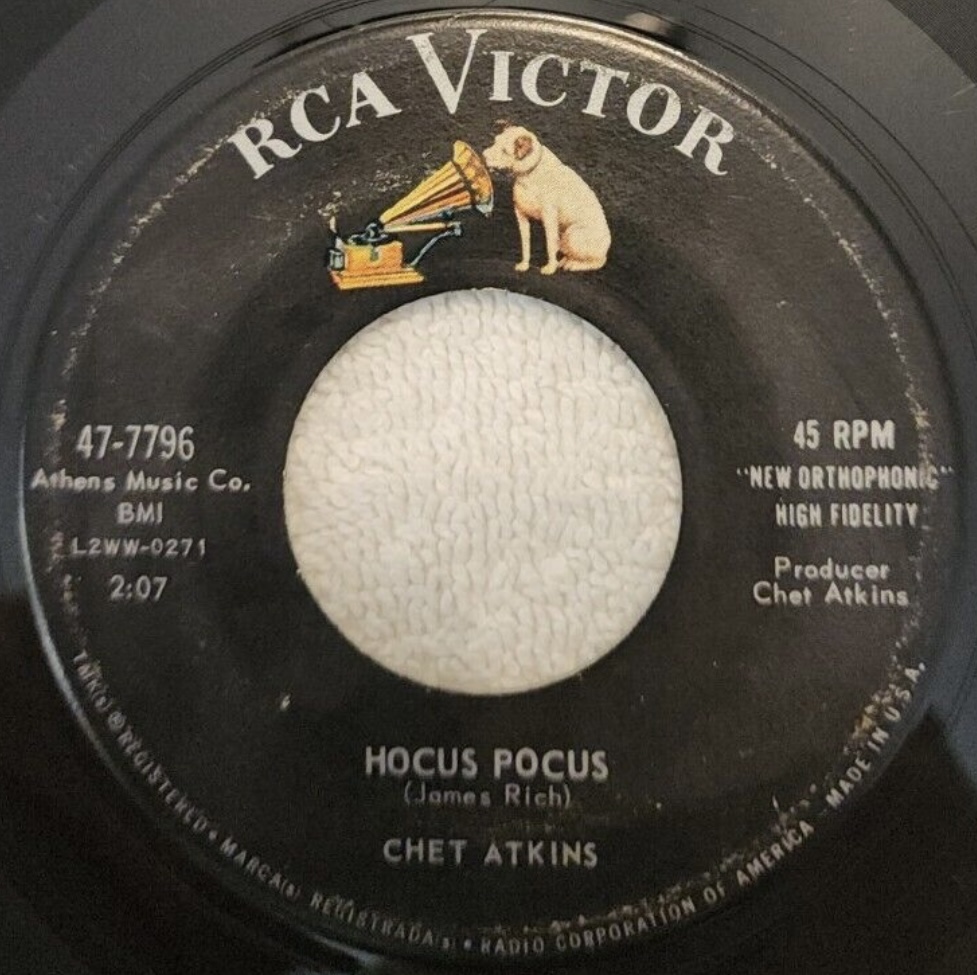 RCA VICTOR
47-7796
Athens Music Co.
BMI
L2WW-0271
2:07
45 RPM
"NEW ORTHOPHONIC"
HIGH FIDELITY
Producer
Chet Atkins
HOCUS POCUS
(James Rich)
CHET ATKINS
TMK(s) ® REGISTERED • MARCA(s) REGISTRADA(s) • RADIO CORPORATION OF AMERICA - MADE IN U.S.A.